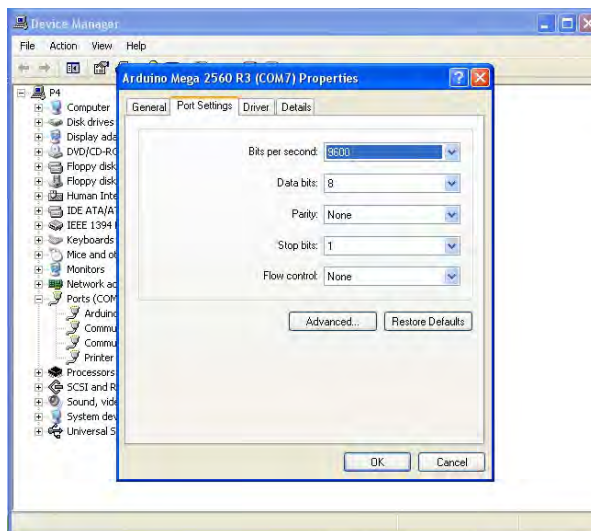 Device Manager
File Action View Help
Arduino Mega 2560 R3 (COM7) Properties
General Port Settings Driver Details
Bits per second: 9600
Data bits: 8
Parity: None
Stop bits: 1
Flow control: None
Advanced... Restore Defaults
OK Cancel
P4
Computer
Disk drives
Display ada
DVD/CD-RO
Floppy disk
Floppy disk
Human Inte
IDE ATA/AT
IEEE 1394
Keyboards
Mice and ot
Monitors
Network ad
Ports (COM
Arduino
Commu
Commu
Printer
Processors
SCSI and R
Sound, vide
System dev
Universal S